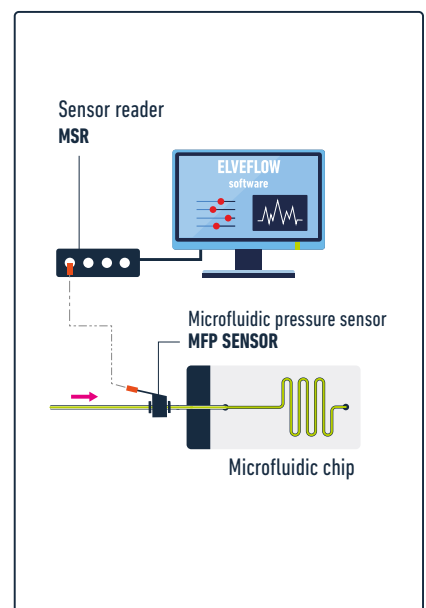 Sensor reader
MSR
ELVEFLOW
software
Microfluidic pressure sensor
MFP SENSOR
Microfluidic chip